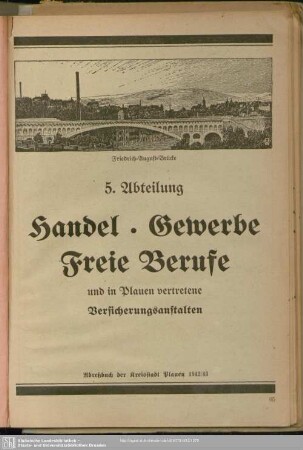 Friedrich-August-Brücke
5. Abteilung
Handel · Gewerbe
Freie Berufe
und in Plauen vertretene
Versicherungsanstalten
Adreßbuch der Kreisstadt Plauen 1942/43